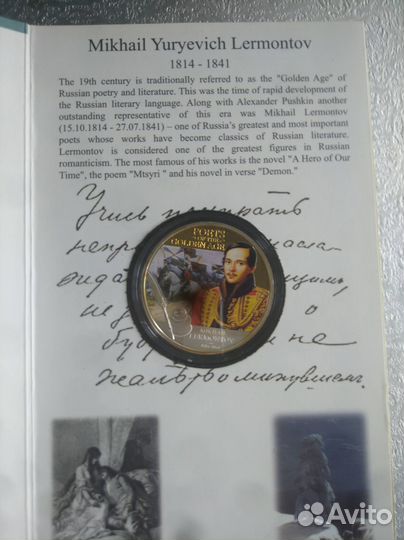 Mikhail Yuryevich Lermontov
1814 - 1841
The 19th century is traditionally referred to as the "Golden Age" of
Russian poetry and literature. This was the time of rapid development
of the Russian literary language. Along with Alexander Pushkin another
outstanding representative of this era was Mikhail Lermontov
(15.10.1814 - 27.07.1841) – one of Russia's greatest and most important
poets whose works have become classics of Russian literature.
Lermontov is considered one of the greatest figures in Russian
romanticism. The most famous of his works is the novel "A Hero of Our
Time", the poem "Mtsyri " and his novel in verse "Demon."
Учись
POETS
OF THE
GOLDEN AGE
LERMONTOV
о
не
жалѣть о минувшемъ
Avito